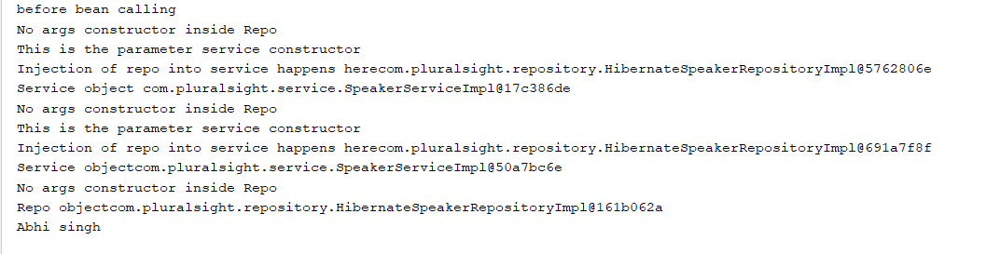 before bean calling
No args constructor inside Repo
This is the parameter service constructor
Injection of repo into service happens herecom.pluralsight.repository.HibernateSpeakerRepositoryImpl@5762806e
Service object com.pluralsight.service.SpeakerServiceImpl@17c386de
No args constructor inside Repo
This is the parameter service constructor
Injection of repo into service happens herecom.pluralsight.repository.HibernateSpeakerRepositoryImpl@691a7f8f
Service objectcom.pluralsight.service.SpeakerServiceImpl@50a7bc6e
No args constructor inside Repo
Repo objectcom.pluralsight.repository.HibernateSpeakerRepositoryImpl@161b062a
Abhi singh